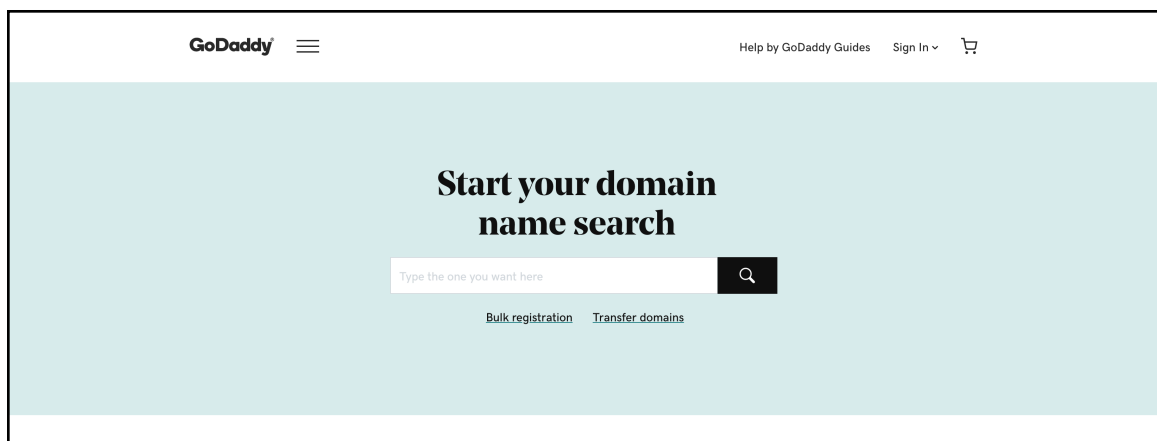 GoDaddy®
Help by GoDaddy Guides
Sign In
Start your domain
name search
Type the one you want here
Bulk registration
Transfer domains